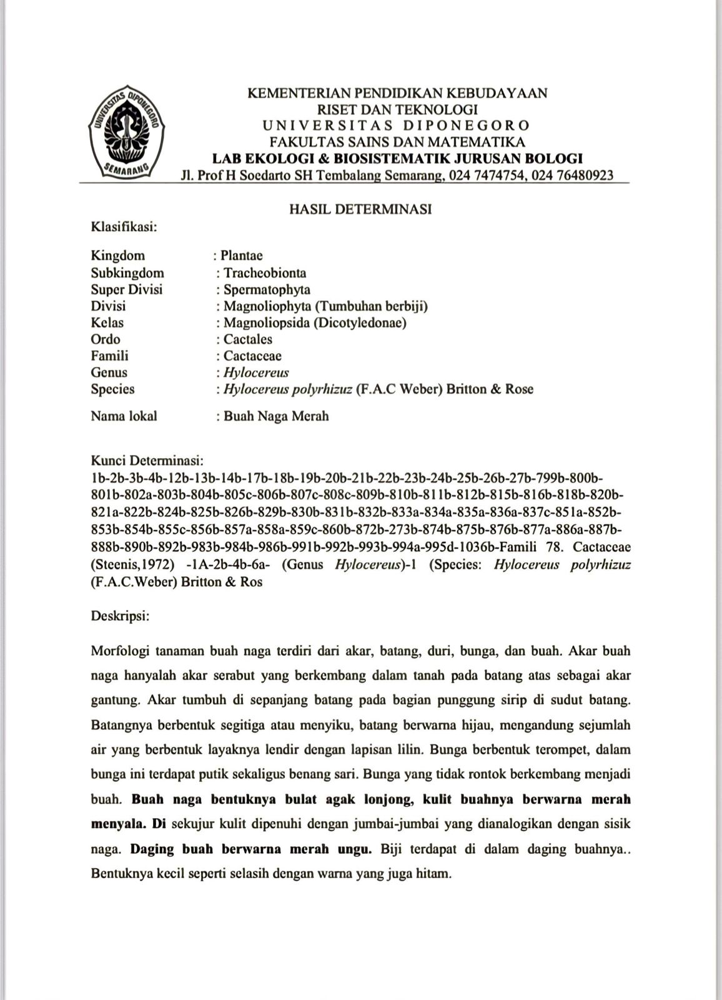 UNIVERSITAS DIPONEGORO
SEMARANG
KEMENTERIAN PENDIDIKAN KEBUDAYAAN
RISET DAN TEKNOLOGI
UNIVERSITAS DIPONEGORO
FAKULTAS SAINS DAN MATEMATIKA
LAB EKOLOGI & BIOSISTEMATIK JURUSAN BOLOGI
Jl. Prof H Soedarto SH Tembalang Semarang, 024 7474754, 024 76480923
HASIL DETERMINASI
Klasifikasi:
Kingdom : Plantae
Subkingdom : Tracheobionta
Super Divisi : Spermatophyta
Divisi : Magnoliophyta (Tumbuhan berbiji)
Kelas : Magnoliopsida (Dicotyledonae)
Ordo : Cactales
Famili : Cactaceae
Genus : Hylocereus
Species : Hylocereus polyrhizuz (F.A.C Weber) Britton & Rose
Nama lokal : Buah Naga Merah
Kunci Determinasi:
1b-2b-3b-4b-12b-13b-14b-17b-18b-19b-20b-21b-22b-23b-24b-25b-26b-27b-799b-800b-
801b-802a-803b-804b-805c-806b-807c-808c-809b-810b-811b-812b-815b-816b-818b-820b-
821a-822b-824b-825b-826b-829b-830b-831b-832b-833a-834a-835a-836a-837c-851a-852b-
853b-854b-855c-856b-857a-858a-859c-860b-872b-273b-874b-875b-876b-877a-886a-887b-
888b-890b-892b-983b-984b-986b-991b-992b-993b-994a-995d-1036b-Famili 78. Cactaceae
(Steenis,1972) -1A-2b-4b-6a- (Genus Hylocereus)-1 (Species: Hylocereus polyrhizuz
(F.A.C.Weber) Britton & Ros
Deskripsi:
Morfologi tanaman buah naga terdiri dari akar, batang, duri, bunga, dan buah. Akar buah
naga hanyalah akar serabut yang berkembang dalam tanah pada batang atas sebagai akar
gantung. Akar tumbuh di sepanjang batang pada bagian punggung sirip di sudut batang.
Batangnya berbentuk segitiga atau menyiku, batang berwarna hijau, mengandung sejumlah
air yang berbentuk layaknya lendir dengan lapisan lilin. Bunga berbentuk terompet, dalam
bunga ini terdapat putik sekaligus benang sari. Bunga yang tidak rontok berkembang menjadi
buah. Buah naga bentuknya bulat agak lonjong, kulit buahnya berwarna merah
menyala. Di sekujur kulit dipenuhi dengan jumbai-jumbai yang dianalogikan dengan sisik
naga. Daging buah berwarna merah ungu. Biji terdapat di dalam daging buahnya..
Bentuknya kecil seperti selasih dengan warna yang juga hitam.